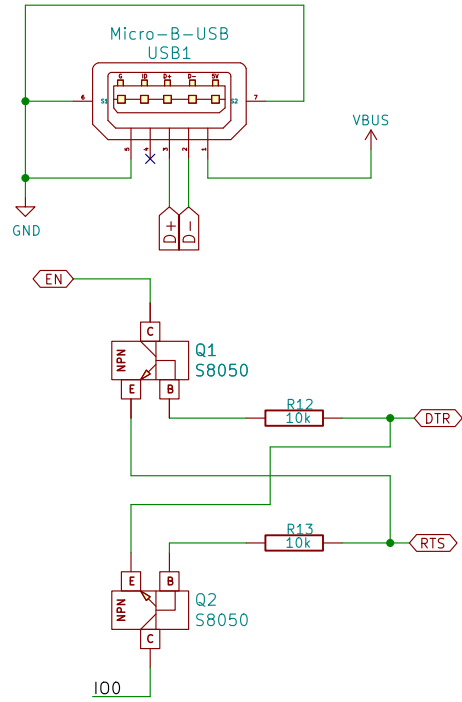 Micro-B-USB
USB1
G ID D+ D- 5V
S1 S2
6 7
5 4 3 2 1
VBUS
GND
D+ D-
EN
C
NPN
Q1
S8050
E B
R12
10k
DTR
R13
10k
RTS
E B
NPN
Q2
S8050
C
IO0